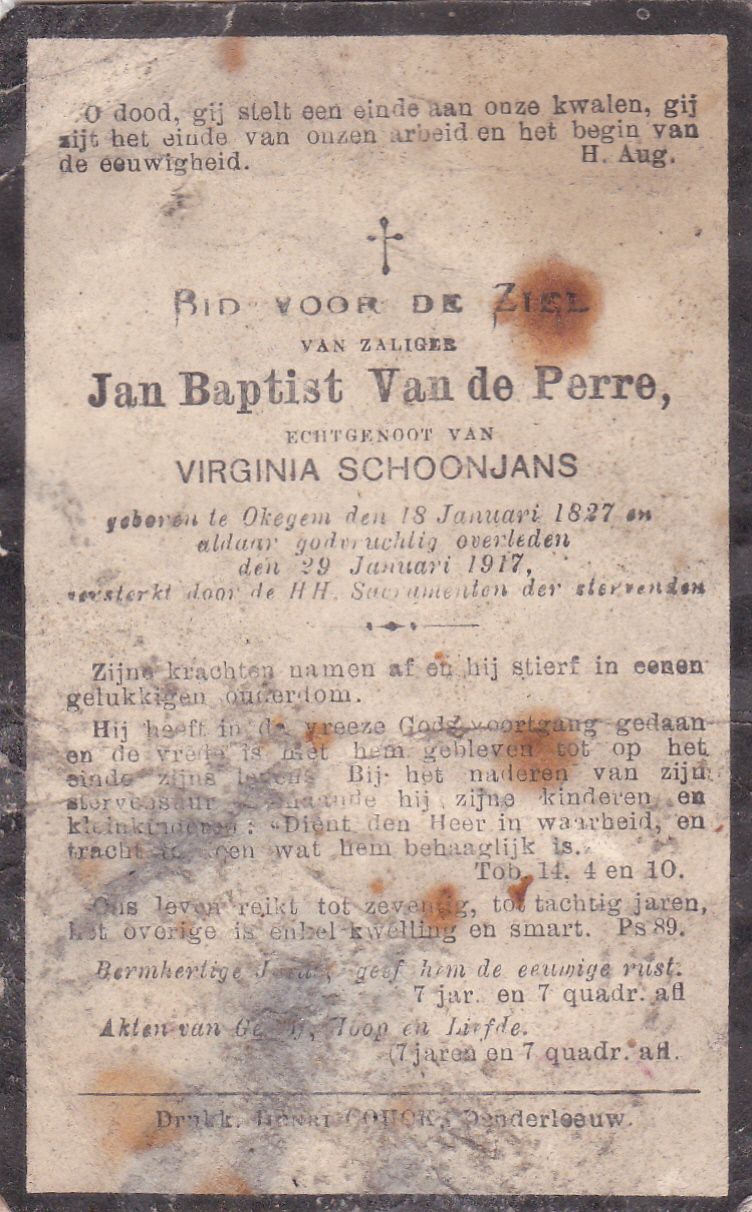 O dood, gij stelt een einde aan onze kwalen, gij
zijt het einde van onzen arbeid en het begin van
de eeuwigheid. H. Aug.
BID VOOR DE ZIEL
VAN ZALIGER
Jan Baptist Van de Perre,
ECHTGENOOT VAN
VIRGINIA SCHOONJANS
geboren te Okegem den 18 Januari 1827 en
aldaar godvruchtig overleden
den 29 Januari 1917,
versterkt door de HH. Sacramenten der stervenden
Zijne krachten namen af en hij stierf in eenen
gelukkigen ouderdom.
Hij heeft in de vreeze Gods voortgang gedaan
en de vrede is met hem gebleven tot op het
einde zijns levens. Bij het naderen van zijn
stervensuur hij zijne kinderen en
kleinkinderen: «Dient den Heer in waarheid, en
tracht doen wat hem behaaglijk is.
Tob. 14. 4 en 10.
Ons leven reikt tot zeventig, tot tachtig jaren,
het overige is enkel kwelling en smart. Ps 89.
Bermhertige geef hem de eeuwige rust.
7 jar. en 7 quadr. afl
Akten van Hoop en Liefde.
(7 jaren en 7 quadr. afl.
Drukk. Denderleeuw.